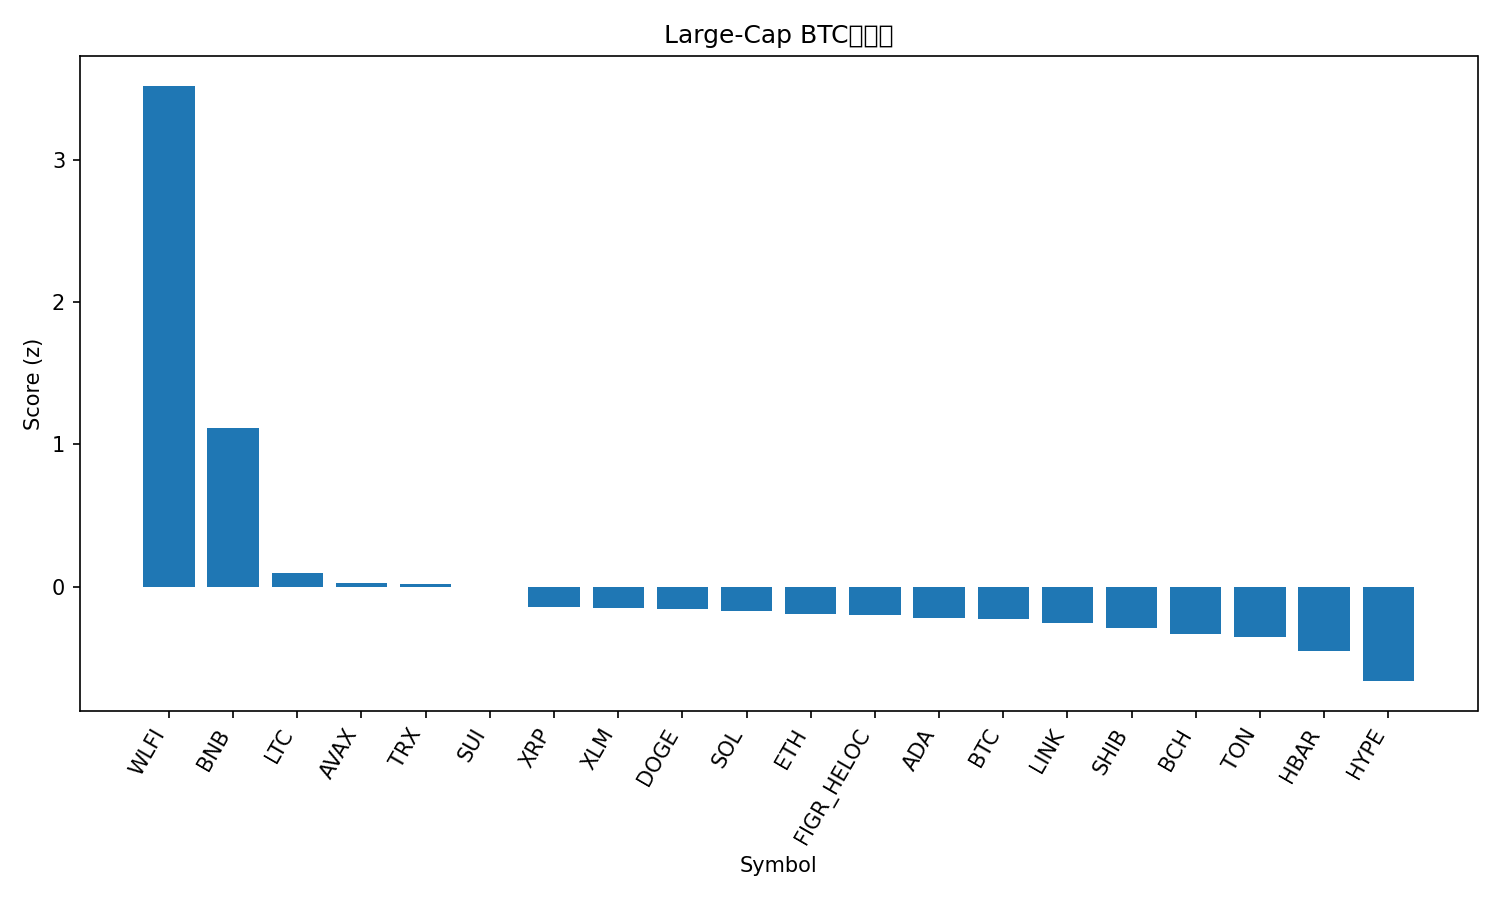 Large-Cap BTC
Score (z)
3
2
1
0
WLFI
BNB
LTC
AVAX
TRX
SUI
XRP
XLM
DOGE
SOL
ETH
FIGR_HELOC
ADA
BTC
LINK
SHIB
BCH
TON
HBAR
HYPE
Symbol